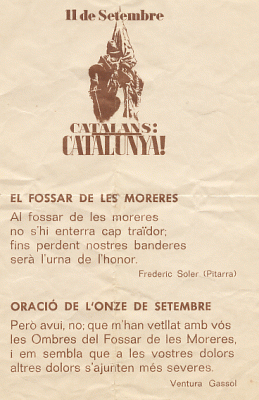 11 de Setembre
CATALANS:
CATALUNYA!
EL FOSSAR DE LES MORERES
Al fossar de les moreres
no s'hi enterra cap traïdor;
fins perdent nostres banderes
serà l'urna de l'honor.
Frederic Soler (Pitarra)
ORACIÓ DE L'ONZE DE SETEMBRE
Però avui, no; que m'han vetllat amb vós
les Ombres del Fossar de les Moreres,
i em sembla que a les vostres dolors
altres dolors s'ajunten més severes.
Ventura Gassol